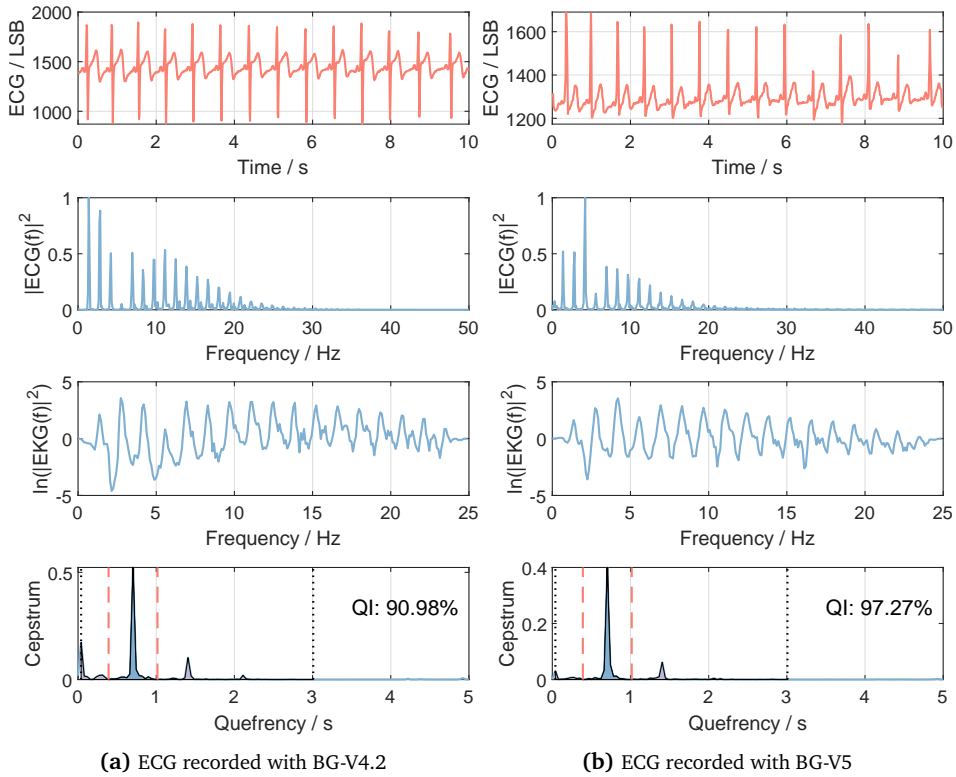 ECG / LSB
2000
1500
1000
0 2 4 6 8 10
Time / s
ECG / LSB
1600
1400
1200
0 2 4 6 8 10
Time / s
|ECG(f)|²
1
0.5
0
0 10 20 30 40 50
Frequency / Hz
|ECG(f)|²
1
0.5
0
0 10 20 30 40 50
Frequency / Hz
ln(|EKG(f)|²
5
0
-5
0 5 10 15 20 25
Frequency / Hz
ln(|EKG(f)|²
5
0
-5
0 5 10 15 20 25
Frequency / Hz
Cepstrum
0.5
0
QI: 90.98%
0 1 2 3 4 5
Quefrency / s
Cepstrum
0.4
0.2
0
QI: 97.27%
0 1 2 3 4 5
Quefrency / s
(a) ECG recorded with BG-V4.2
(b) ECG recorded with BG-V5